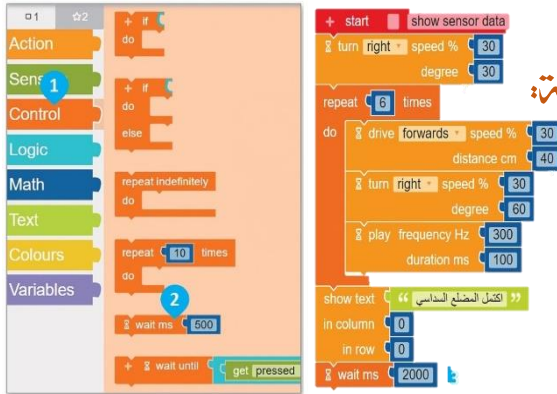 1 2
Action
Sens
1
Control
Logic
Math
Text
Colours
Variables
+ if
do
+ if
do
else
repeat indefinitely
do
repeat 10 times
do
2
wait ms 500
+ wait until get pressed
+ start show sensor data
turn right speed % 30
degree 30
repeat 6 times
do drive forwards speed % 30
distance cm 40
turn right speed % 30
degree 60
play frequency Hz 300
duration ms 100
show text “ اكتمل المضلع السداسي ”
in column 0
in row 0
wait ms 2000